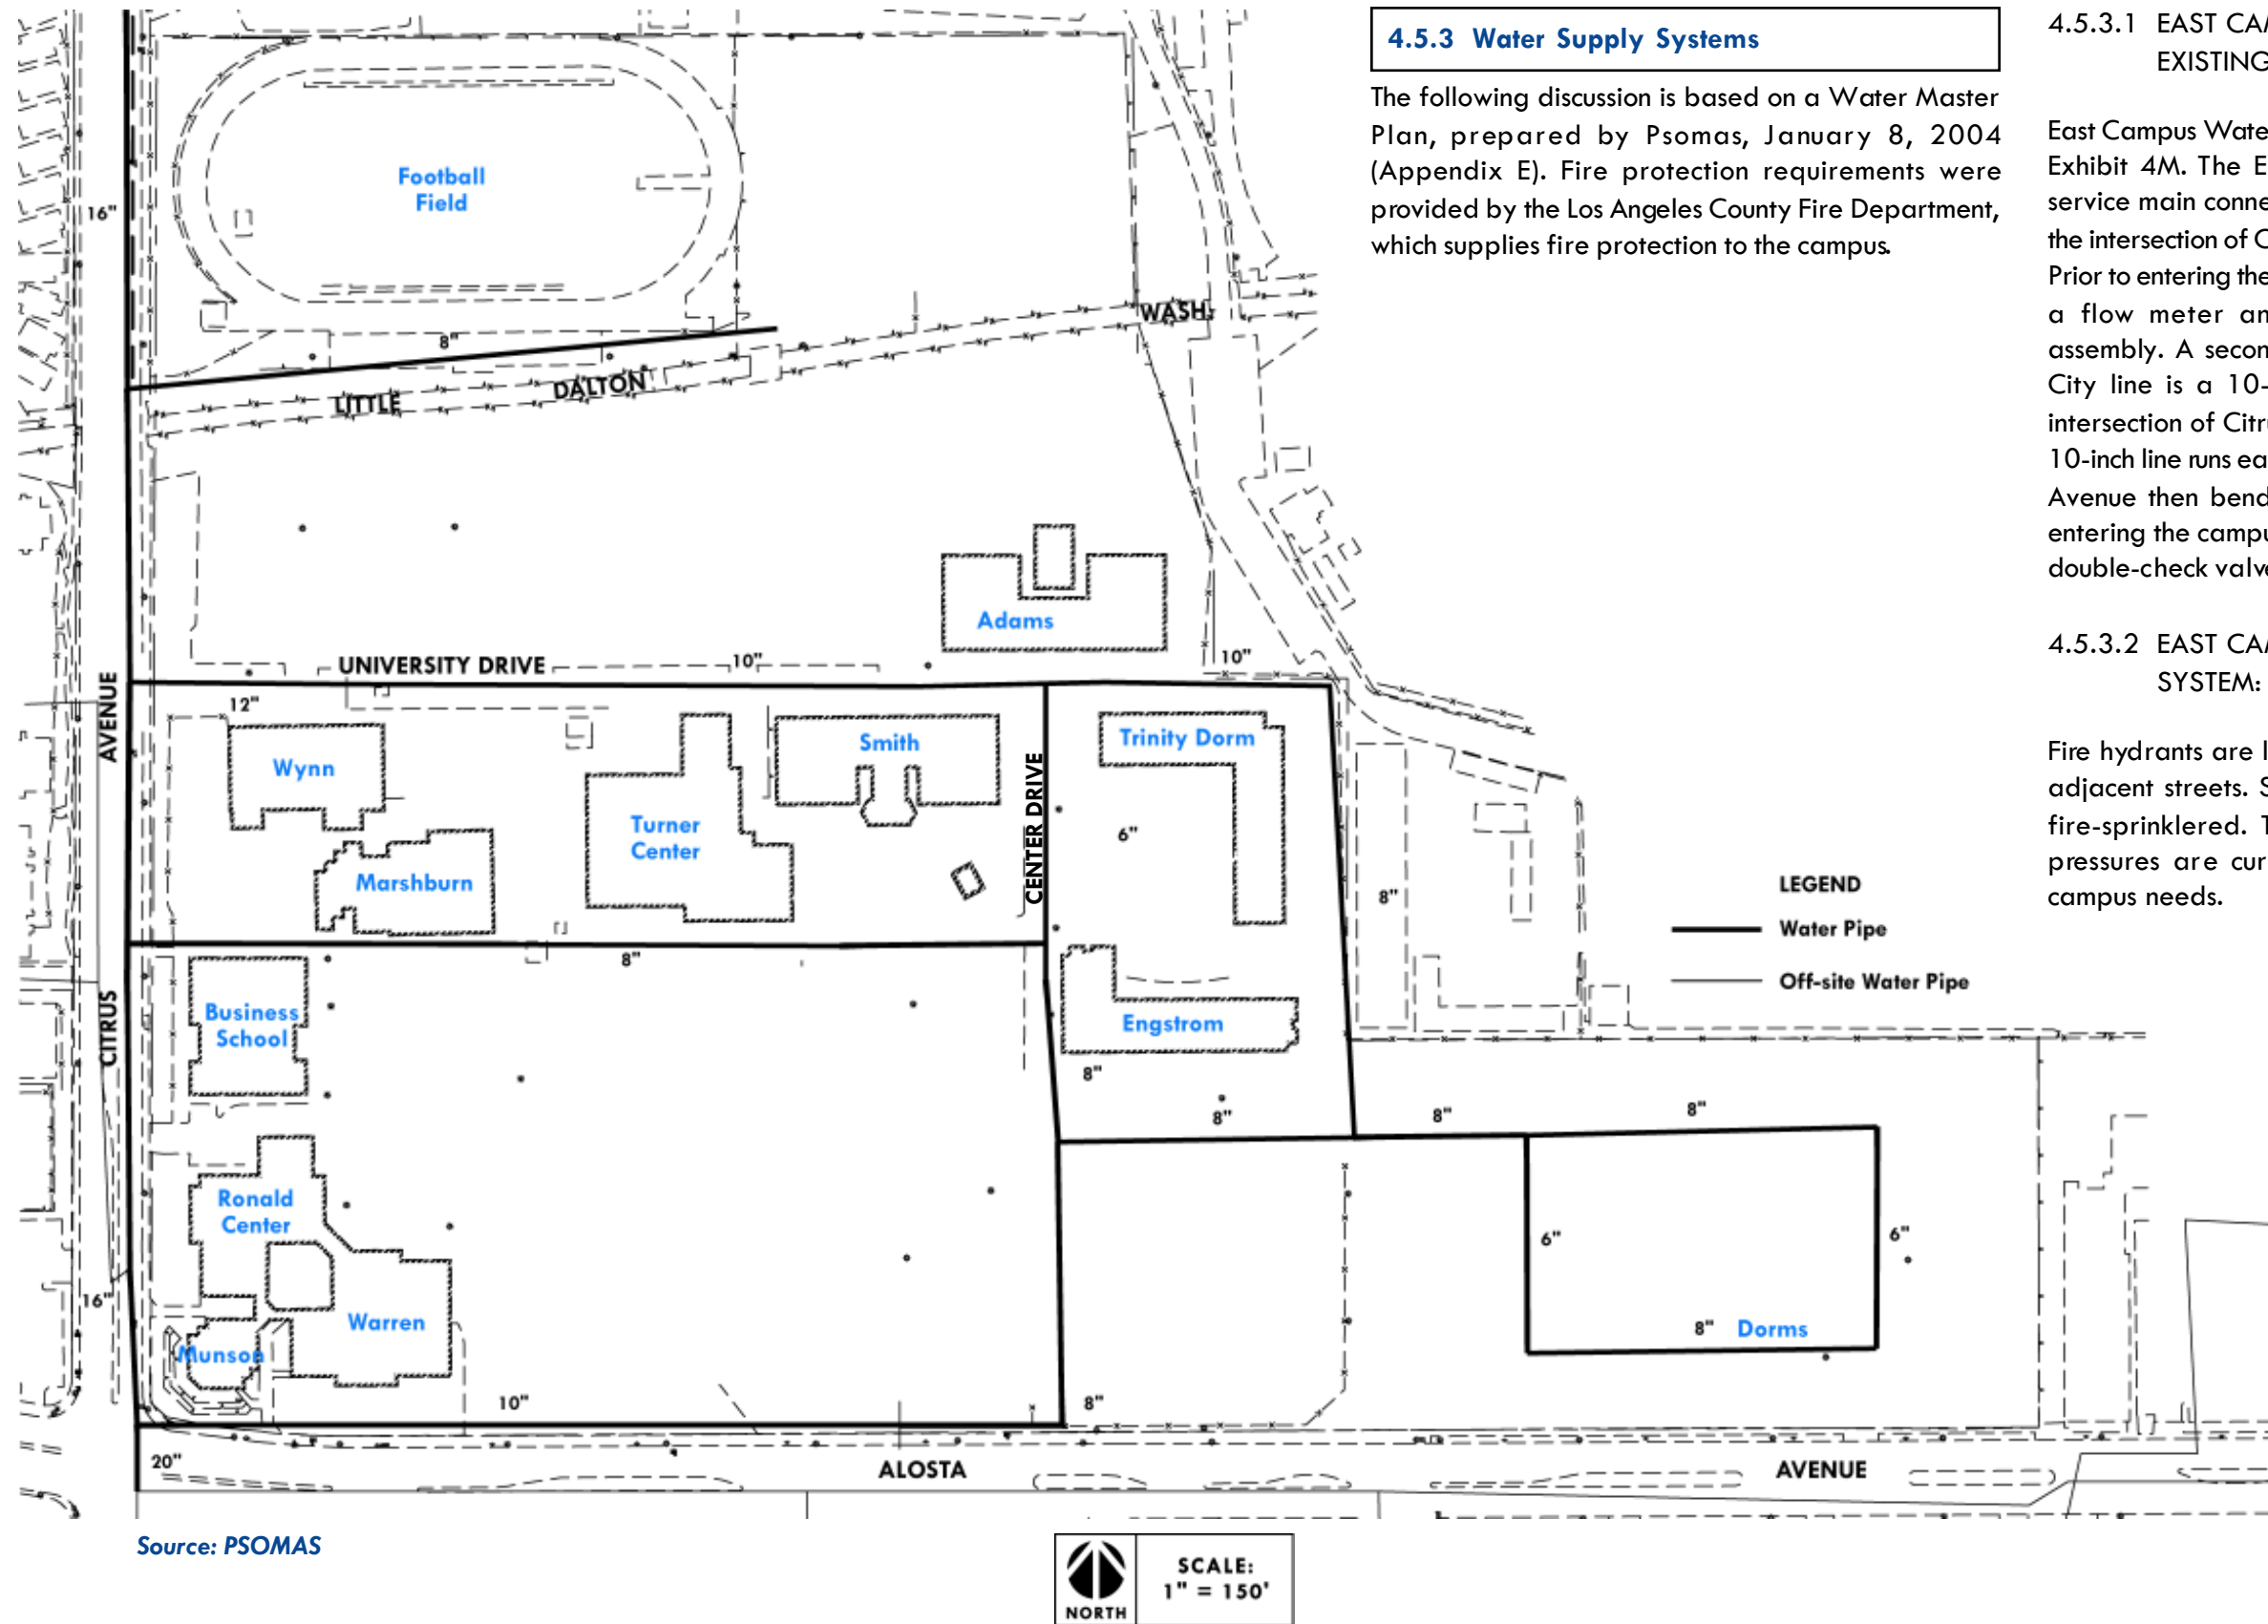 4.5.3 Water Supply Systems
The following discussion is based on a Water Master
Plan, prepared by Psomas, January 8, 2004
(Appendix E). Fire protection requirements were
provided by the Los Angeles County Fire Department,
which supplies fire protection to the campus.
4.5.3.1 EAST CA
EXISTING
East Campus Wate
Exhibit 4M. The E
service main conne
the intersection of C
Prior to entering the
a flow meter an
assembly. A secon
City line is a 10-
intersection of Citr
10-inch line runs ea
Avenue then bend
entering the campu
double-check valv
4.5.3.2 EAST CA
SYSTEM:
Fire hydrants are l
adjacent streets. S
fire-sprinklered. T
pressures are cur
campus needs.
Football
Field
16"
8"
WASH.
LITTLE
DALTON
Adams
UNIVERSITY DRIVE
10"
10"
12"
AVENUE
Wynn
Smith
Trinity Dorm
Turner
Center
CENTER DRIVE
6"
Marshburn
8"
LEGEND
Water Pipe
Off-site Water Pipe
8"
Business
School
CITRUS
Engstrom
8"
8"
8"
8"
Ronald
Center
6"
6"
16"
Warren
8"
Dorms
Munson
10"
8"
20"
ALOSTA
AVENUE
Source: PSOMAS
NORTH
SCALE:
1" = 150'